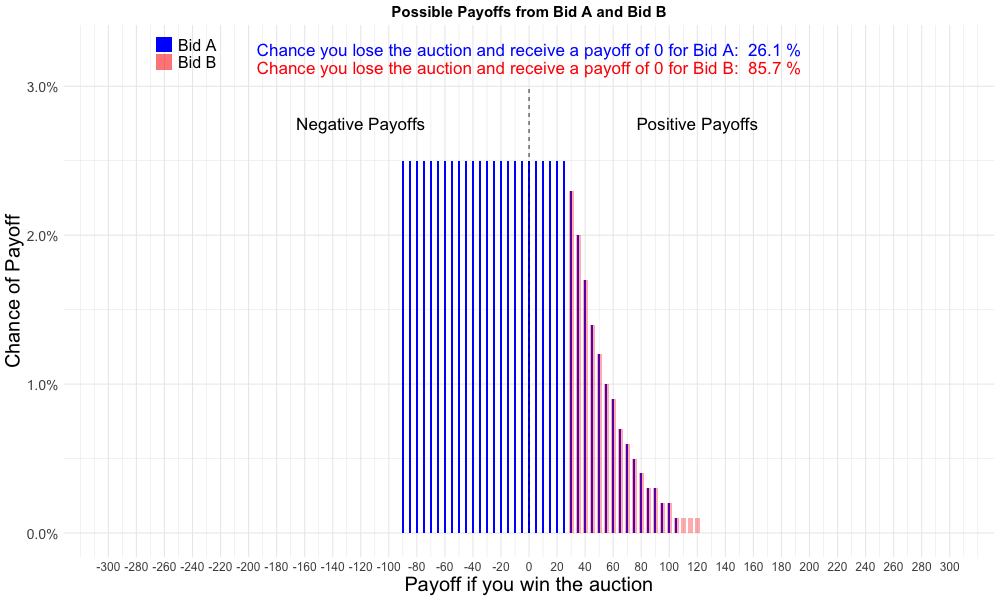 Possible Payoffs from Bid A and Bid B
Bid A
Bid B
Chance you lose the auction and receive a payoff of 0 for Bid A:  26.1 %
Chance you lose the auction and receive a payoff of 0 for Bid B:  85.7 %
Negative Payoffs
Positive Payoffs
Chance of Payoff
3.0%
2.0%
1.0%
0.0%
-300 -280 -260 -240 -220 -200 -180 -160 -140 -120 -100 -80 -60 -40 -20 0 20 40 60 80 100 120 140 160 180 200 220 240 260 280 300
Payoff if you win the auction